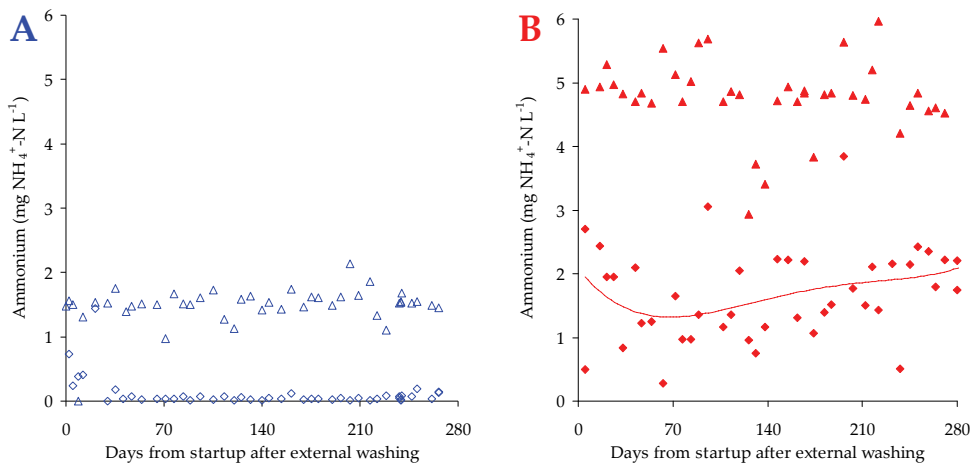 A
Ammonium (mg NH₄⁺-N L⁻¹)
6
5
4
3
2
1
0
0 70 140 210 280
Days from startup after external washing
B
Ammonium (mg NH₄⁺-N L⁻¹)
6
5
4
3
2
1
0
0 70 140 210 280
Days from startup after external washing